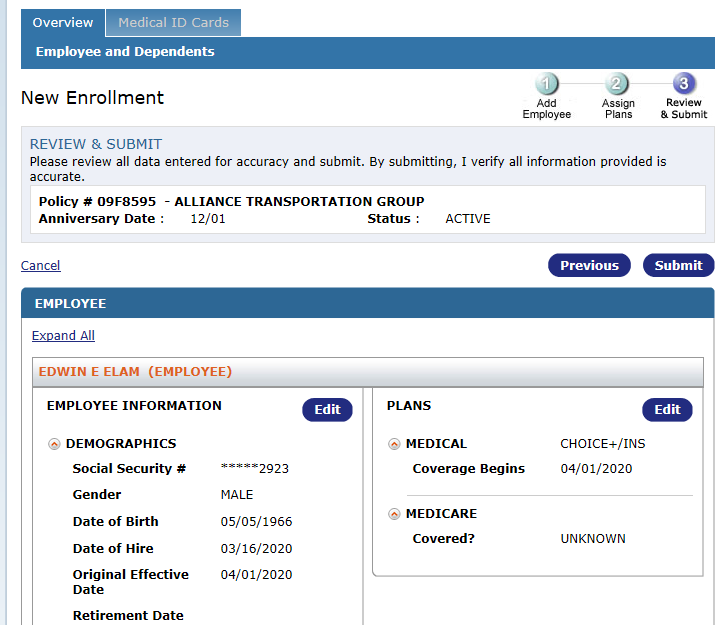 Overview Medical ID Cards
Employee and Dependents
New Enrollment
1 2 3
Add Employee
Assign Plans
Review & Submit
REVIEW & SUBMIT
Please review all data entered for accuracy and submit. By submitting, I verify all information provided is
accurate.
Policy # 09F8595 - ALLIANCE TRANSPORTATION GROUP
Anniversary Date : 12/01 Status : ACTIVE
Cancel Previous Submit
EMPLOYEE
Expand All
EDWIN E ELAM (EMPLOYEE)
EMPLOYEE INFORMATION Edit
DEMOGRAPHICS
Social Security # *****2923
Gender MALE
Date of Birth 05/05/1966
Date of Hire 03/16/2020
Original Effective 04/01/2020
Date
Retirement Date
PLANS Edit
MEDICAL CHOICE+/INS
Coverage Begins 04/01/2020
MEDICARE
Covered? UNKNOWN